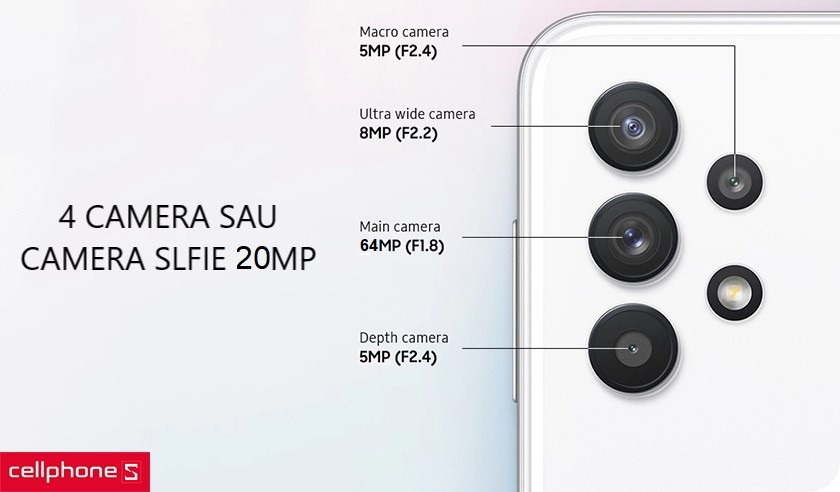 Macro camera
5MP (F2.4)
Ultra wide camera
8MP (F2.2)
4 CAMERA SAU
CAMERA SLFIE 20MP
Main camera
64MP (F1.8)
Depth camera
5MP (F2.4)
cellphoneS